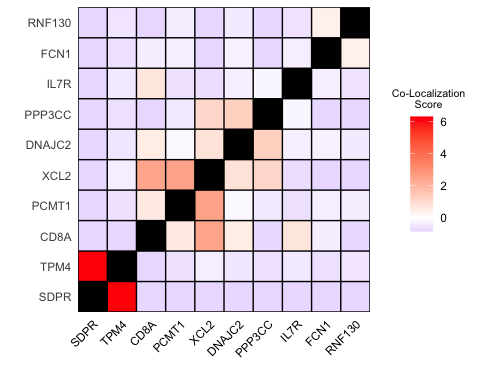 RNF130
FCN1
IL7R
PPP3CC
DNAJC2
XCL2
PCMT1
CD8A
TPM4
SDPR
SDPR
TPM4
CD8A
PCMT1
XCL2
DNAJC2
PPP3CC
IL7R
FCN1
RNF130
Co-Localization
Score
6
4
2
0